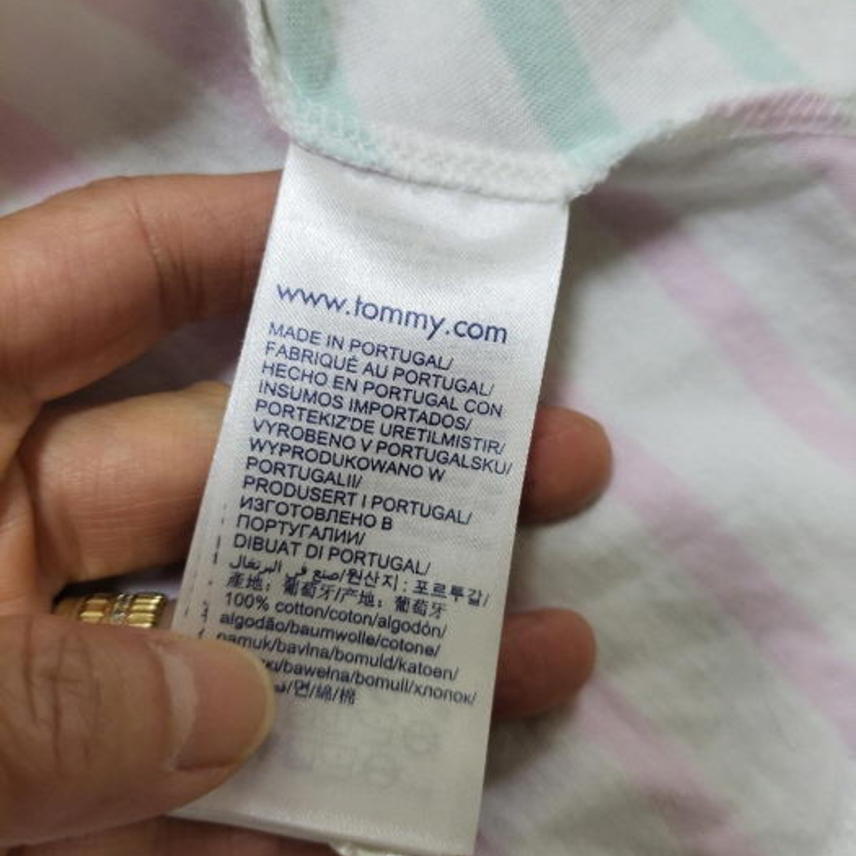 www.tommy.com
MADE IN PORTUGAL/
FABRIQUÉ AU PORTUGAL/
HECHO EN PORTUGAL CON
INSUMOS IMPORTADOS/
PORTEKIZ'DE URETILMISTIR/
VYROBENO V PORTUGALSKU/
WYPRODUKOWANO W
PORTUGALII/
PRODUSERT I PORTUGAL/
ИЗГОТОВЛЕНО В
ПОРТУГАЛИИ/
DIBUAT DI PORTUGAL/
صنع في البرتغال/원산지 : 포르투갈/
產地: 葡萄牙/产地: 葡萄牙
100% cotton/coton/algodón/
algodão/baumwolle/cotone/
pamuk/bavlna/bomuld/katoen/
/bawełna/bomull/хлопок/
/면/綿/棉